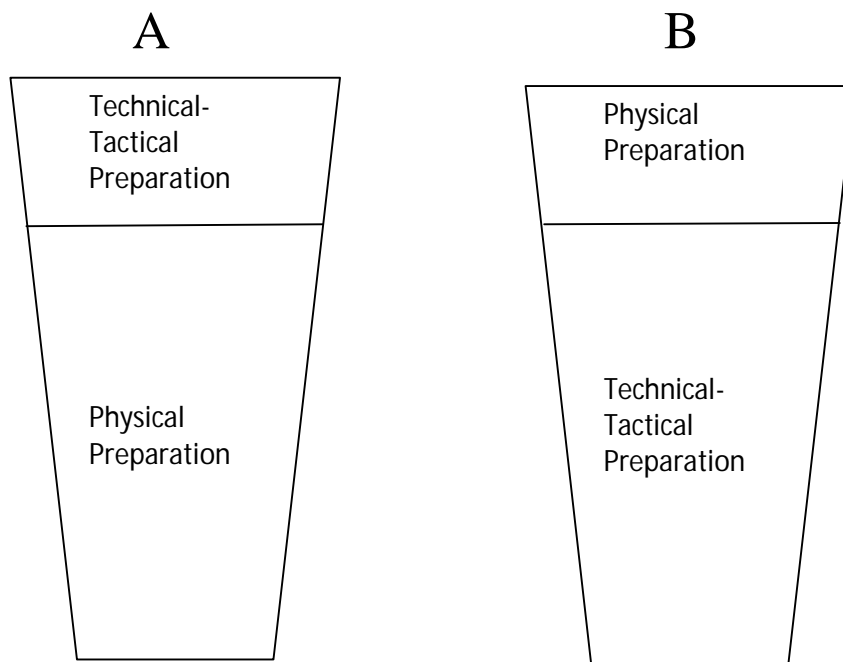 A
Technical-
Tactical
Preparation
Physical
Preparation
B
Physical
Preparation
Technical-
Tactical
Preparation